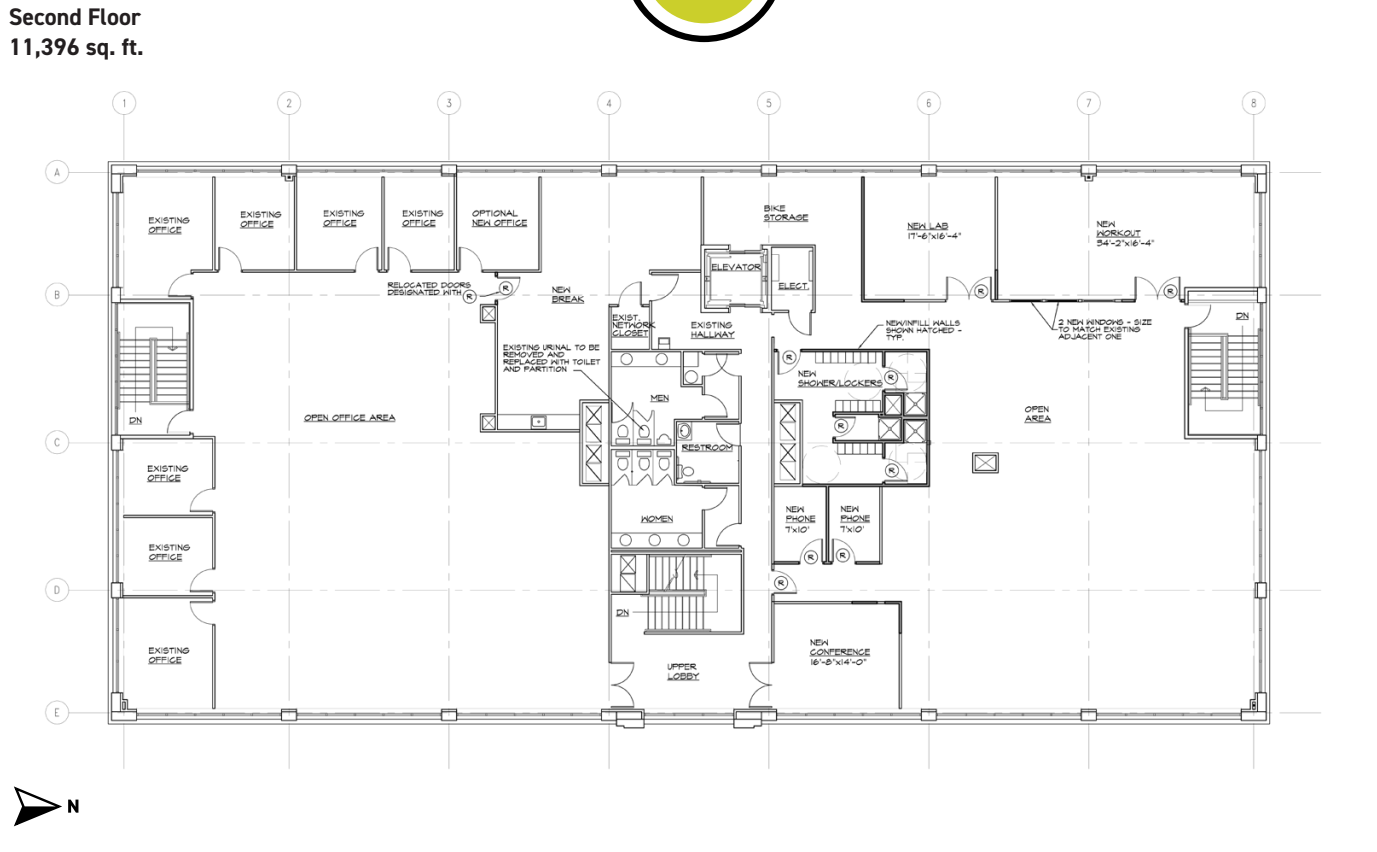 Second Floor
11,396 sq. ft.
1
2
3
4
5
6
7
8
A
B
C
D
E
EXISTING
OFFICE
EXISTING
OFFICE
EXISTING
OFFICE
EXISTING
OFFICE
OPTIONAL
NEW OFFICE
BIKE
STORAGE
NEW LAB
17'-6"x16'-4"
NEW
WORKOUT
34'-2"x16'-4"
RELOCATED DOORS
DESIGNATED WITH R
R
NEW
BREAK
ELEVATOR
ELECT.
R
R
EXIST.
NETWORK
CLOSET
EXISTING
HALLWAY
NEW/INFILL WALLS
SHOWN HATCHED -
TYP.
2 NEW WINDOWS - SIZE
TO MATCH EXISTING
ADJACENT ONE
DN
EXISTING URINAL TO BE
REMOVED AND
REPLACED WITH TOILET
AND PARTITION
R
NEW
SHOWER/LOCKERS
R
MEN
DN
OPEN OFFICE AREA
OPEN
AREA
R
RESTROOM
R
EXISTING
OFFICE
WOMEN
NEW
PHONE
7'x10'
NEW
PHONE
7'x10'
R
R
EXISTING
OFFICE
R
DN
EXISTING
OFFICE
UPPER
LOBBY
NEW
CONFERENCE
16'-8"x14'-0"
N